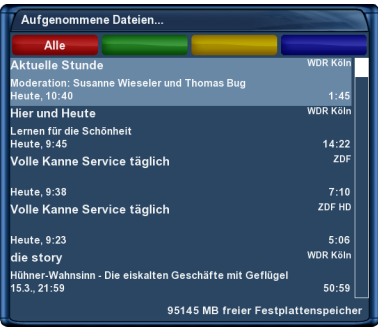 Aufgenommene Dateien...
Alle
Aktuelle Stunde WDR Köln
Moderation: Susanne Wieseler und Thomas Bug
Heute, 10:40 1:45
Hier und Heute WDR Köln
Lernen für die Schönheit
Heute, 9:45 14:22
Volle Kanne Service täglich ZDF
Heute, 9:38 7:10
Volle Kanne Service täglich ZDF HD
Heute, 9:23 5:06
die story WDR Köln
Hühner-Wahnsinn - Die eiskalten Geschäfte mit Geflügel
15.3., 21:59 50:59
95145 MB freier Festplattenspeicher